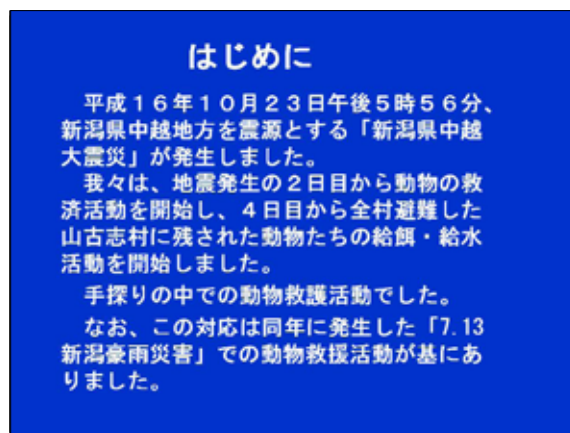 はじめに
平成１６年１０月２３日午後５時５６分、
新潟県中越地方を震源とする「新潟県中越
大震災」が発生しました。
我々は、地震発生の２日目から動物の救
済活動を開始し、４日目から全村避難した
山古志村に残された動物たちの給餌・給水
活動を開始しました。
手探りの中での動物救護活動でした。
なお、この対応は同年に発生した「7.13
新潟豪雨災害」での動物救援活動が基にあ
りました。